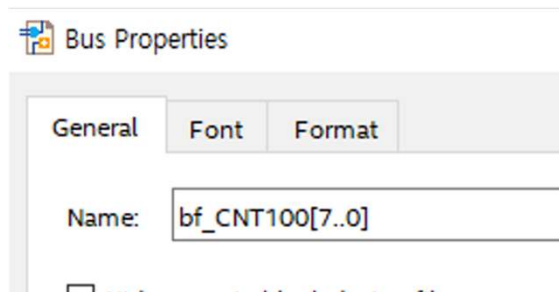 Bus Properties
General Font Format
Name: bf_CNT100[7..0]